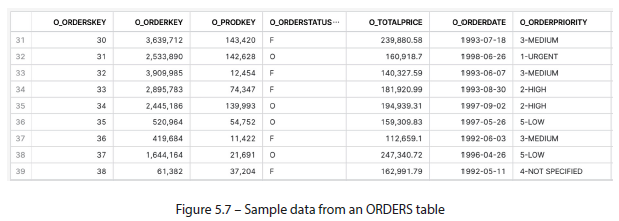 O_ORDERSKEY O_ORDERKEY O_PRODKEY O_ORDERSTATUS… O_TOTALPRICE O_ORDERDATE O_ORDERPRIORITY
31 30 3,639,712 143,420 F 239,880.58 1993-07-18 3-MEDIUM
32 31 2,533,890 142,628 O 160,918.7 1998-06-26 1-URGENT
33 32 3,909,985 12,454 F 140,327.59 1993-06-07 3-MEDIUM
34 33 2,895,783 74,347 F 181,920.99 1993-08-30 2-HIGH
35 34 2,445,186 139,993 O 194,939.31 1997-09-02 2-HIGH
36 35 520,964 54,752 O 159,309.83 1997-05-26 5-LOW
37 36 419,684 11,422 F 112,659.1 1992-06-03 3-MEDIUM
38 37 1,644,164 21,691 O 247,340.72 1996-04-26 5-LOW
39 38 61,382 37,204 F 162,991.79 1992-05-11 4-NOT SPECIFIED
Figure 5.7 – Sample data from an ORDERS table